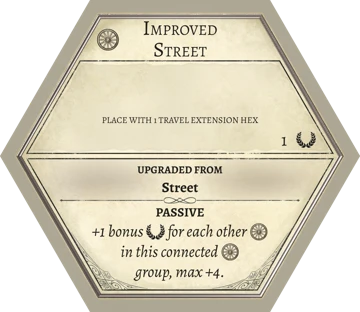 IMPROVED
STREET
PLACE WITH 1 TRAVEL EXTENSION HEX
1
UPGRADED FROM
Street
PASSIVE
+1 bonus for each other
in this connected
group, max +4.